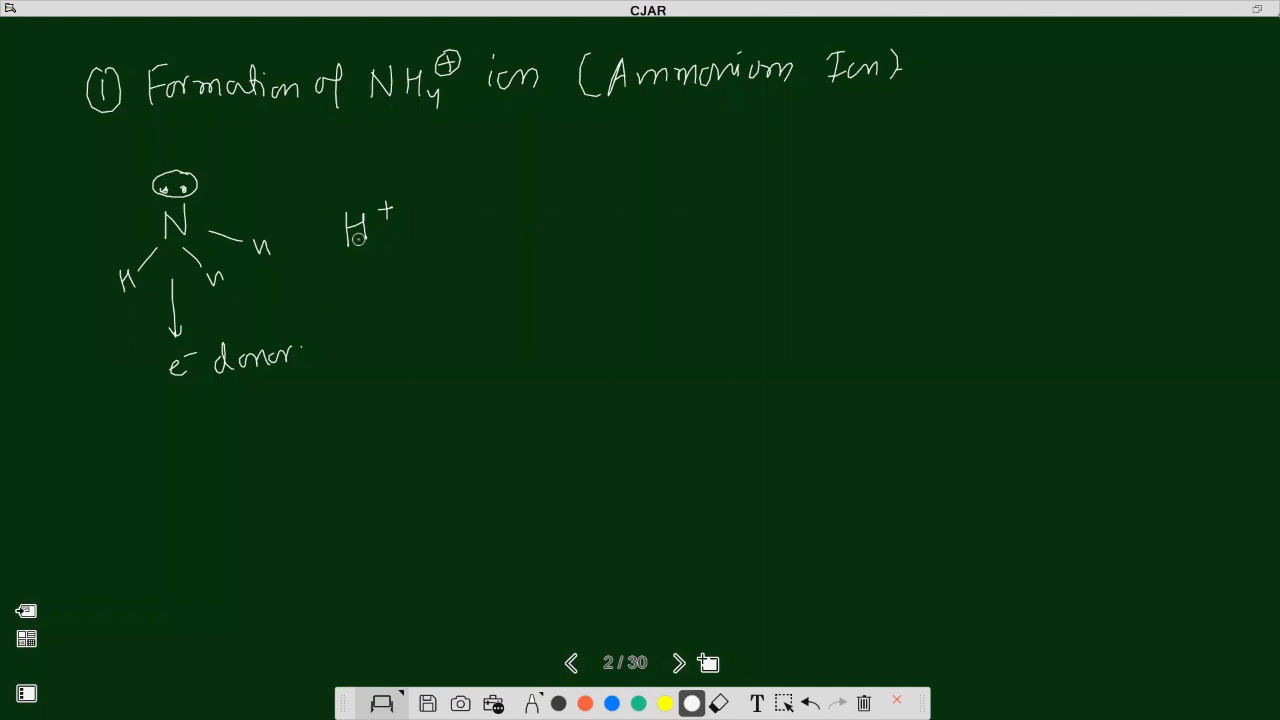 CJAR
① Formation of NH₄⊕ ion (Ammonium Ion)
N
H⁺
H H H
e⁻ donor.
2 / 30
T